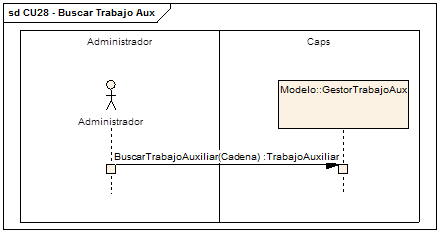 sd CU28 - Buscar Trabajo Aux
Administrador
Caps
Modelo::GestorTrabajoAux
Administrador
BuscarTrabajoAuxiliar(Cadena) :TrabajoAuxiliar